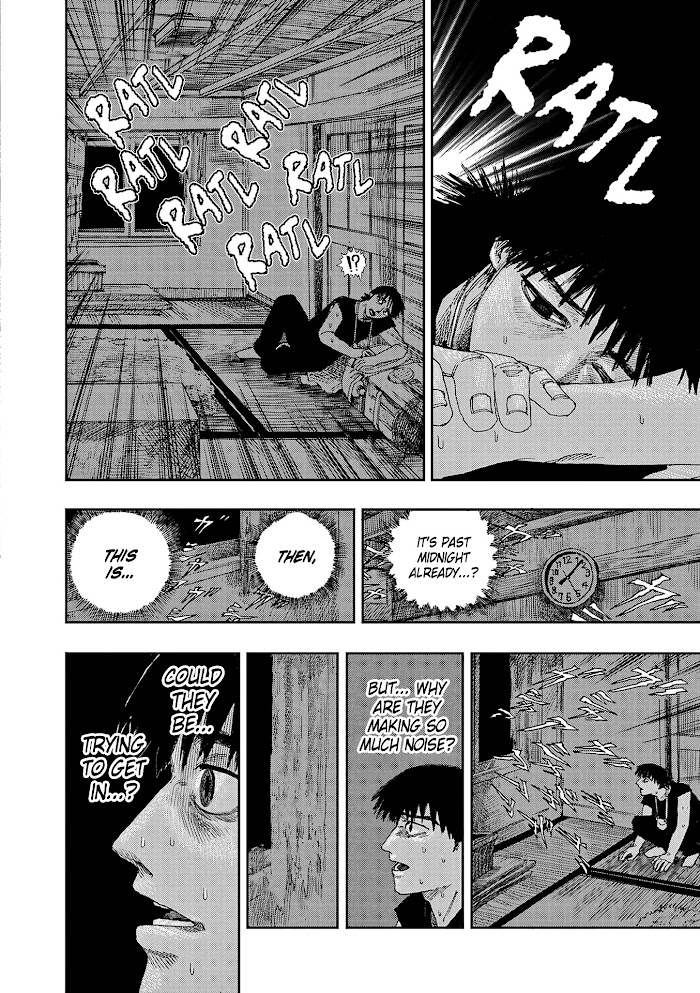 RATL
RATL
RATL
RATL
RATL
RATL
RATL
!?
IT'S PAST
MIDNIGHT
ALREADY...?
THEN,
THIS
IS...
BUT... WHY
ARE THEY
MAKING SO
MUCH NOISE?
COULD
THEY
BE...
TRYING
TO GET
IN...?